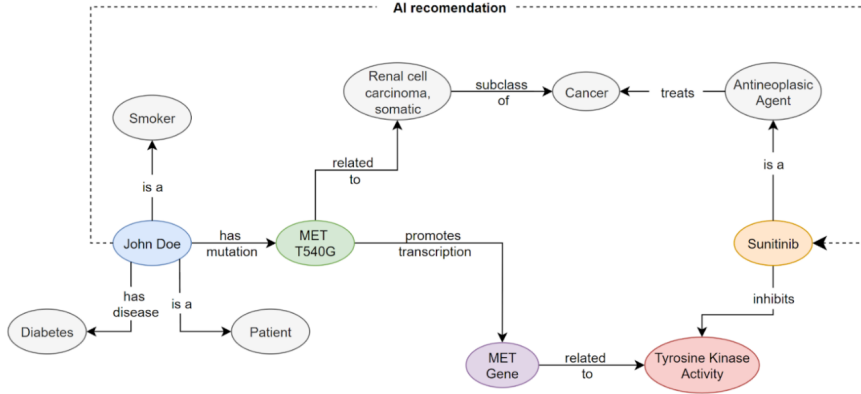 AI recomendation
Renal cell
carcinoma,
somatic
subclass
of
Cancer
treats
Antineoplasic
Agent
Smoker
related
to
is a
is a
John Doe
has
mutation
MET
T540G
promotes
transcription
Sunitinib
has
disease
is a
inhibits
Diabetes
Patient
MET
Gene
related
to
Tyrosine Kinase
Activity